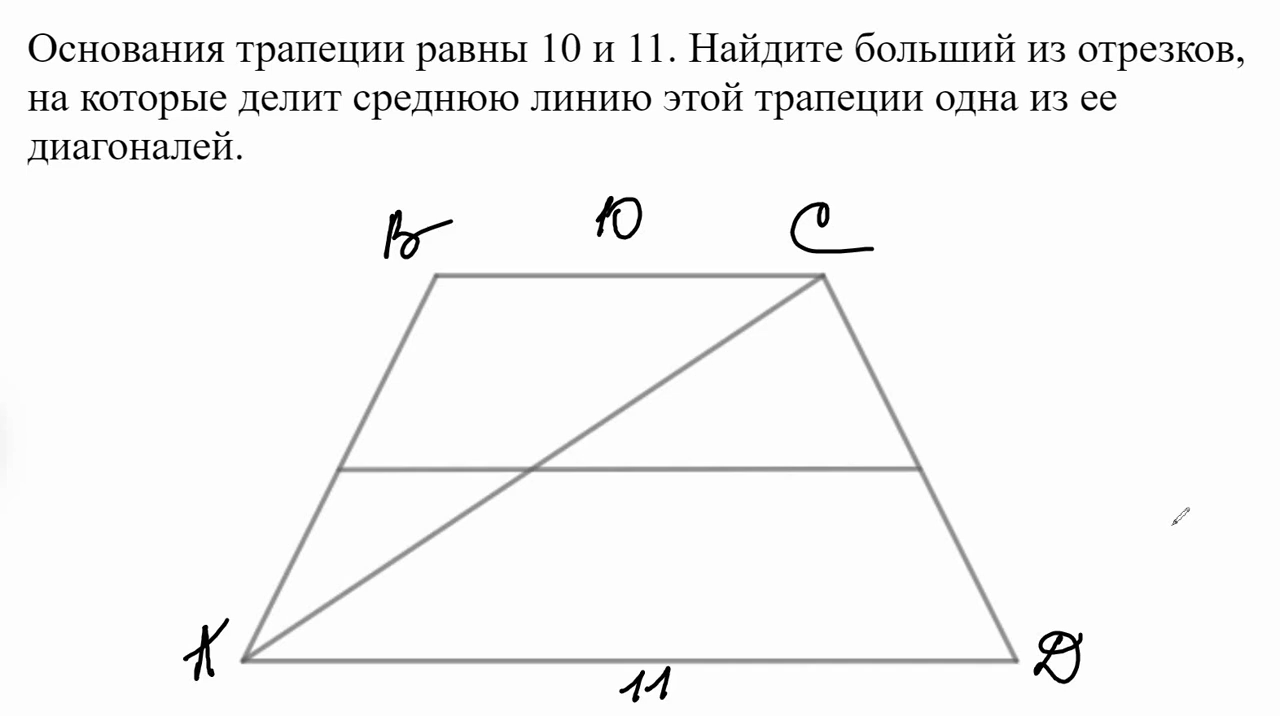 Основания трапеции равны 10 и 11. Найдите больший из отрезков,
на которые делит среднюю линию этой трапеции одна из ее
диагоналей.
B 10 C
A D
11